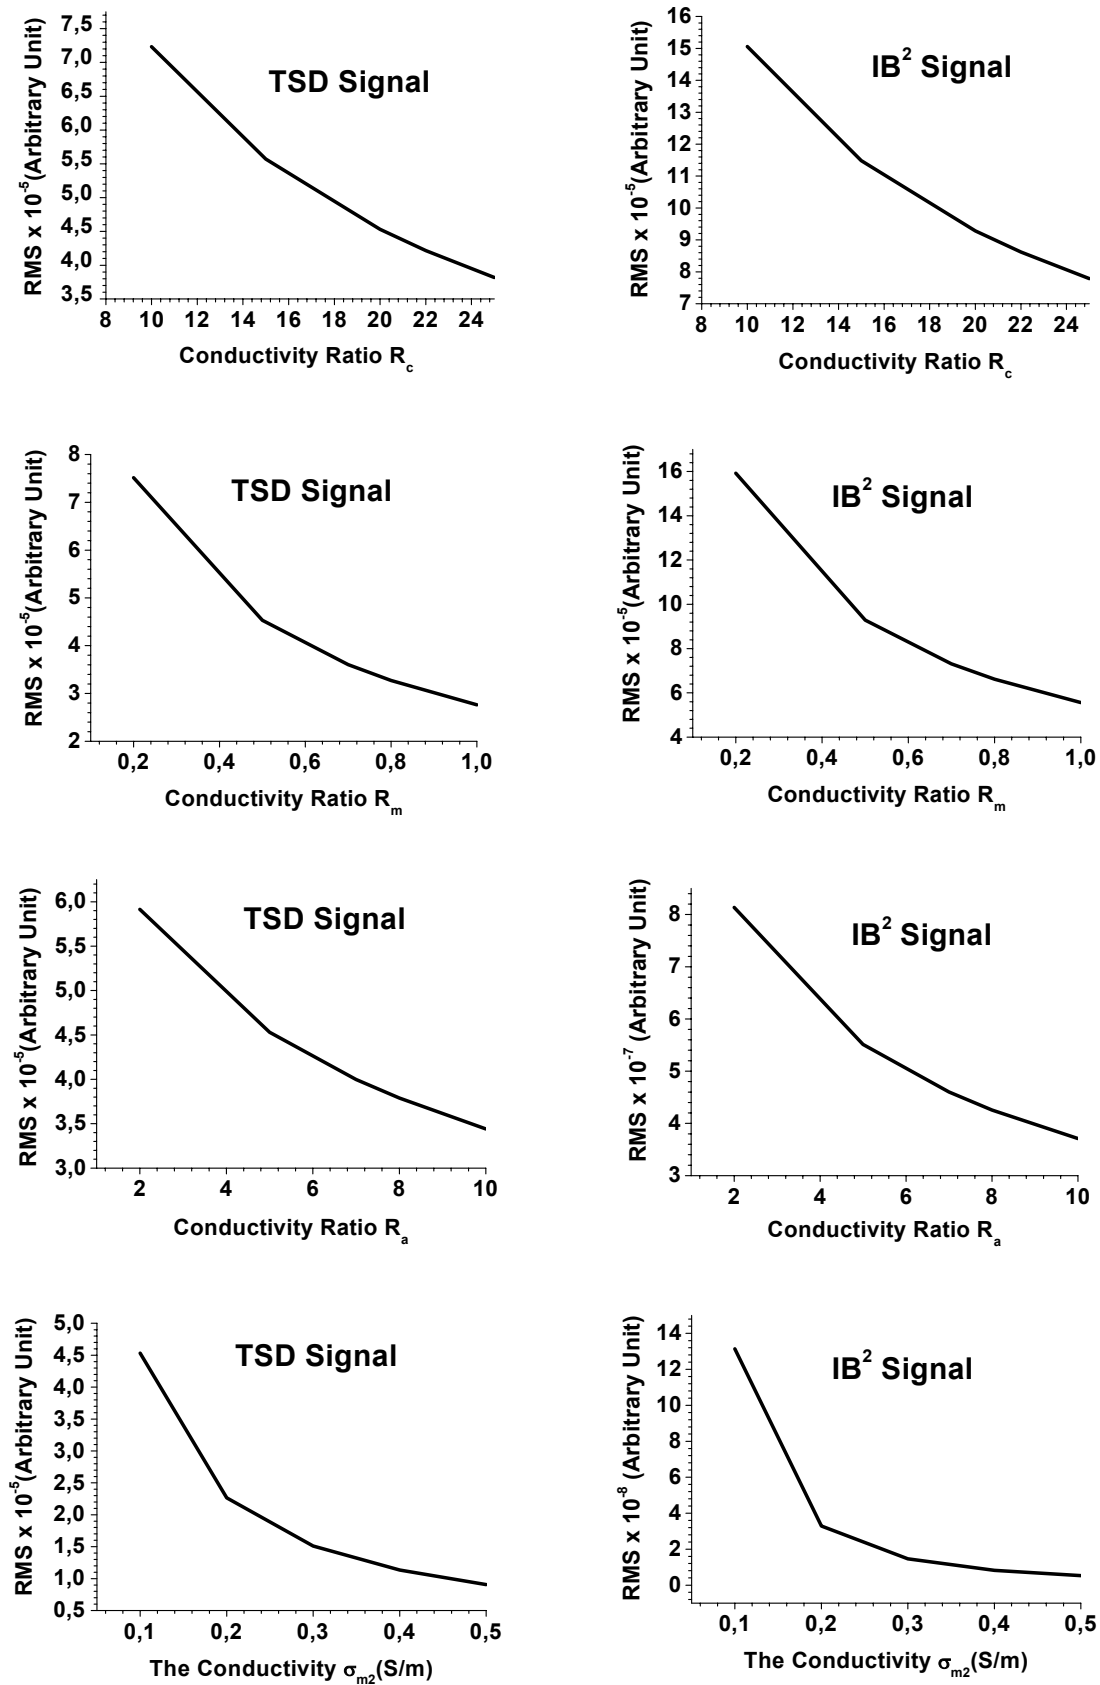 TSD Signal
RMS x 10⁻⁵(Arbitrary Unit)
7,5
7,0
6,5
6,0
5,5
5,0
4,5
4,0
3,5
8 10 12 14 16 18 20 22 24
Conductivity Ratio R_c
IB² Signal
RMS x 10⁻⁵(Arbitrary Unit)
16
15
14
13
12
11
10
9
8
7
8 10 12 14 16 18 20 22 24
Conductivity Ratio R_c
TSD Signal
RMS x 10⁻⁵(Arbitrary Unit)
8
7
6
5
4
3
2
0,2 0,4 0,6 0,8 1,0
Conductivity Ratio R_m
IB² Signal
RMS x 10⁻⁵(Arbitrary Unit)
16
14
12
10
8
6
4
0,2 0,4 0,6 0,8 1,0
Conductivity Ratio R_m
TSD Signal
RMS x 10⁻⁵(Arbitrary Unit)
6,0
5,5
5,0
4,5
4,0
3,5
3,0
2 4 6 8 10
Conductivity Ratio R_a
IB² Signal
RMS x 10⁻⁷ (Arbitrary Unit)
8
7
6
5
4
3
2 4 6 8 10
Conductivity Ratio R_a
TSD Signal
RMS x 10⁻⁵(Arbitrary Unit)
5,0
4,5
4,0
3,5
3,0
2,5
2,0
1,5
1,0
0,5
0,1 0,2 0,3 0,4 0,5
The Conductivity σ_m2(S/m)
IB² Signal
RMS x 10⁻⁸ (Arbitrary Unit)
14
12
10
8
6
4
2
0
0,1 0,2 0,3 0,4 0,5
The Conductivity σ_m2(S/m)